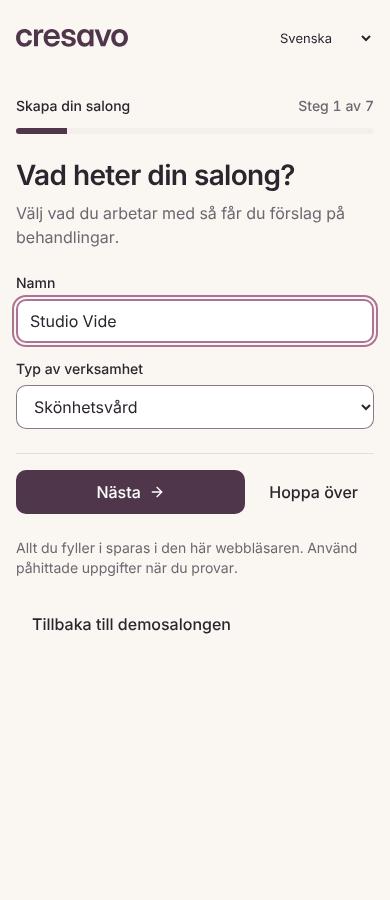 cresavo
Svenska
Skapa din salong
Steg 1 av 7
Vad heter din salong?
Välj vad du arbetar med så får du förslag på
behandlingar.
Namn
Studio Vide
Typ av verksamhet
Skönhetsvård
Nästa →
Hoppa över
Allt du fyller i sparas i den här webbläsaren. Använd
påhittade uppgifter när du provar.
Tillbaka till demosalongen